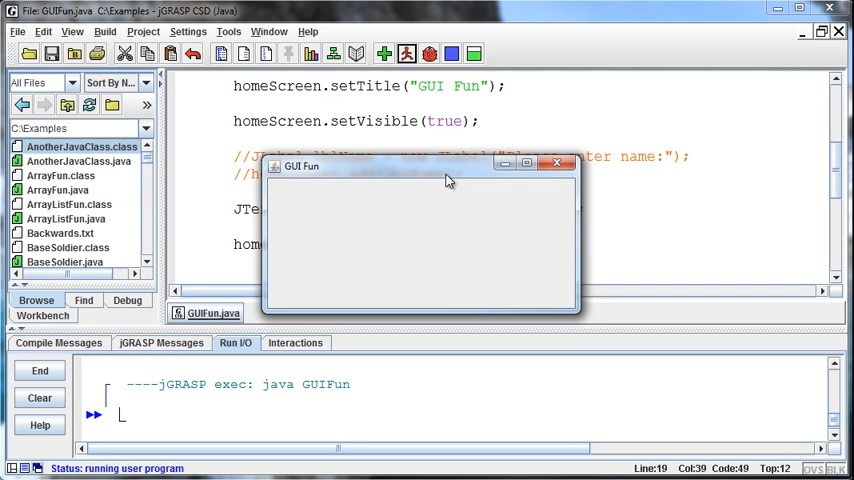 File: GUIFun.java C:\Examples - jGRASP CSD (Java)
File Edit View Build Project Settings Tools Window Help
All Files Sort By N...
C:\Examples
AnotherJavaClass.class
AnotherJavaClass.java
ArrayFun.class
ArrayFun.java
ArrayListFun.class
ArrayListFun.java
Backwards.txt
BaseSoldier.class
BaseSoldier.java
Browse Find Debug
Workbench
homeScreen.setTitle("GUI Fun");
homeScreen.setVisible(true);
enter name:");
GUI Fun
GUIFun.java
Compile Messages jGRASP Messages Run I/O Interactions
End
Clear
Help
----jGRASP exec: java GUIFun
Status: running user program
Line:19 Col:39 Code:49 Top:12 OVS BLK